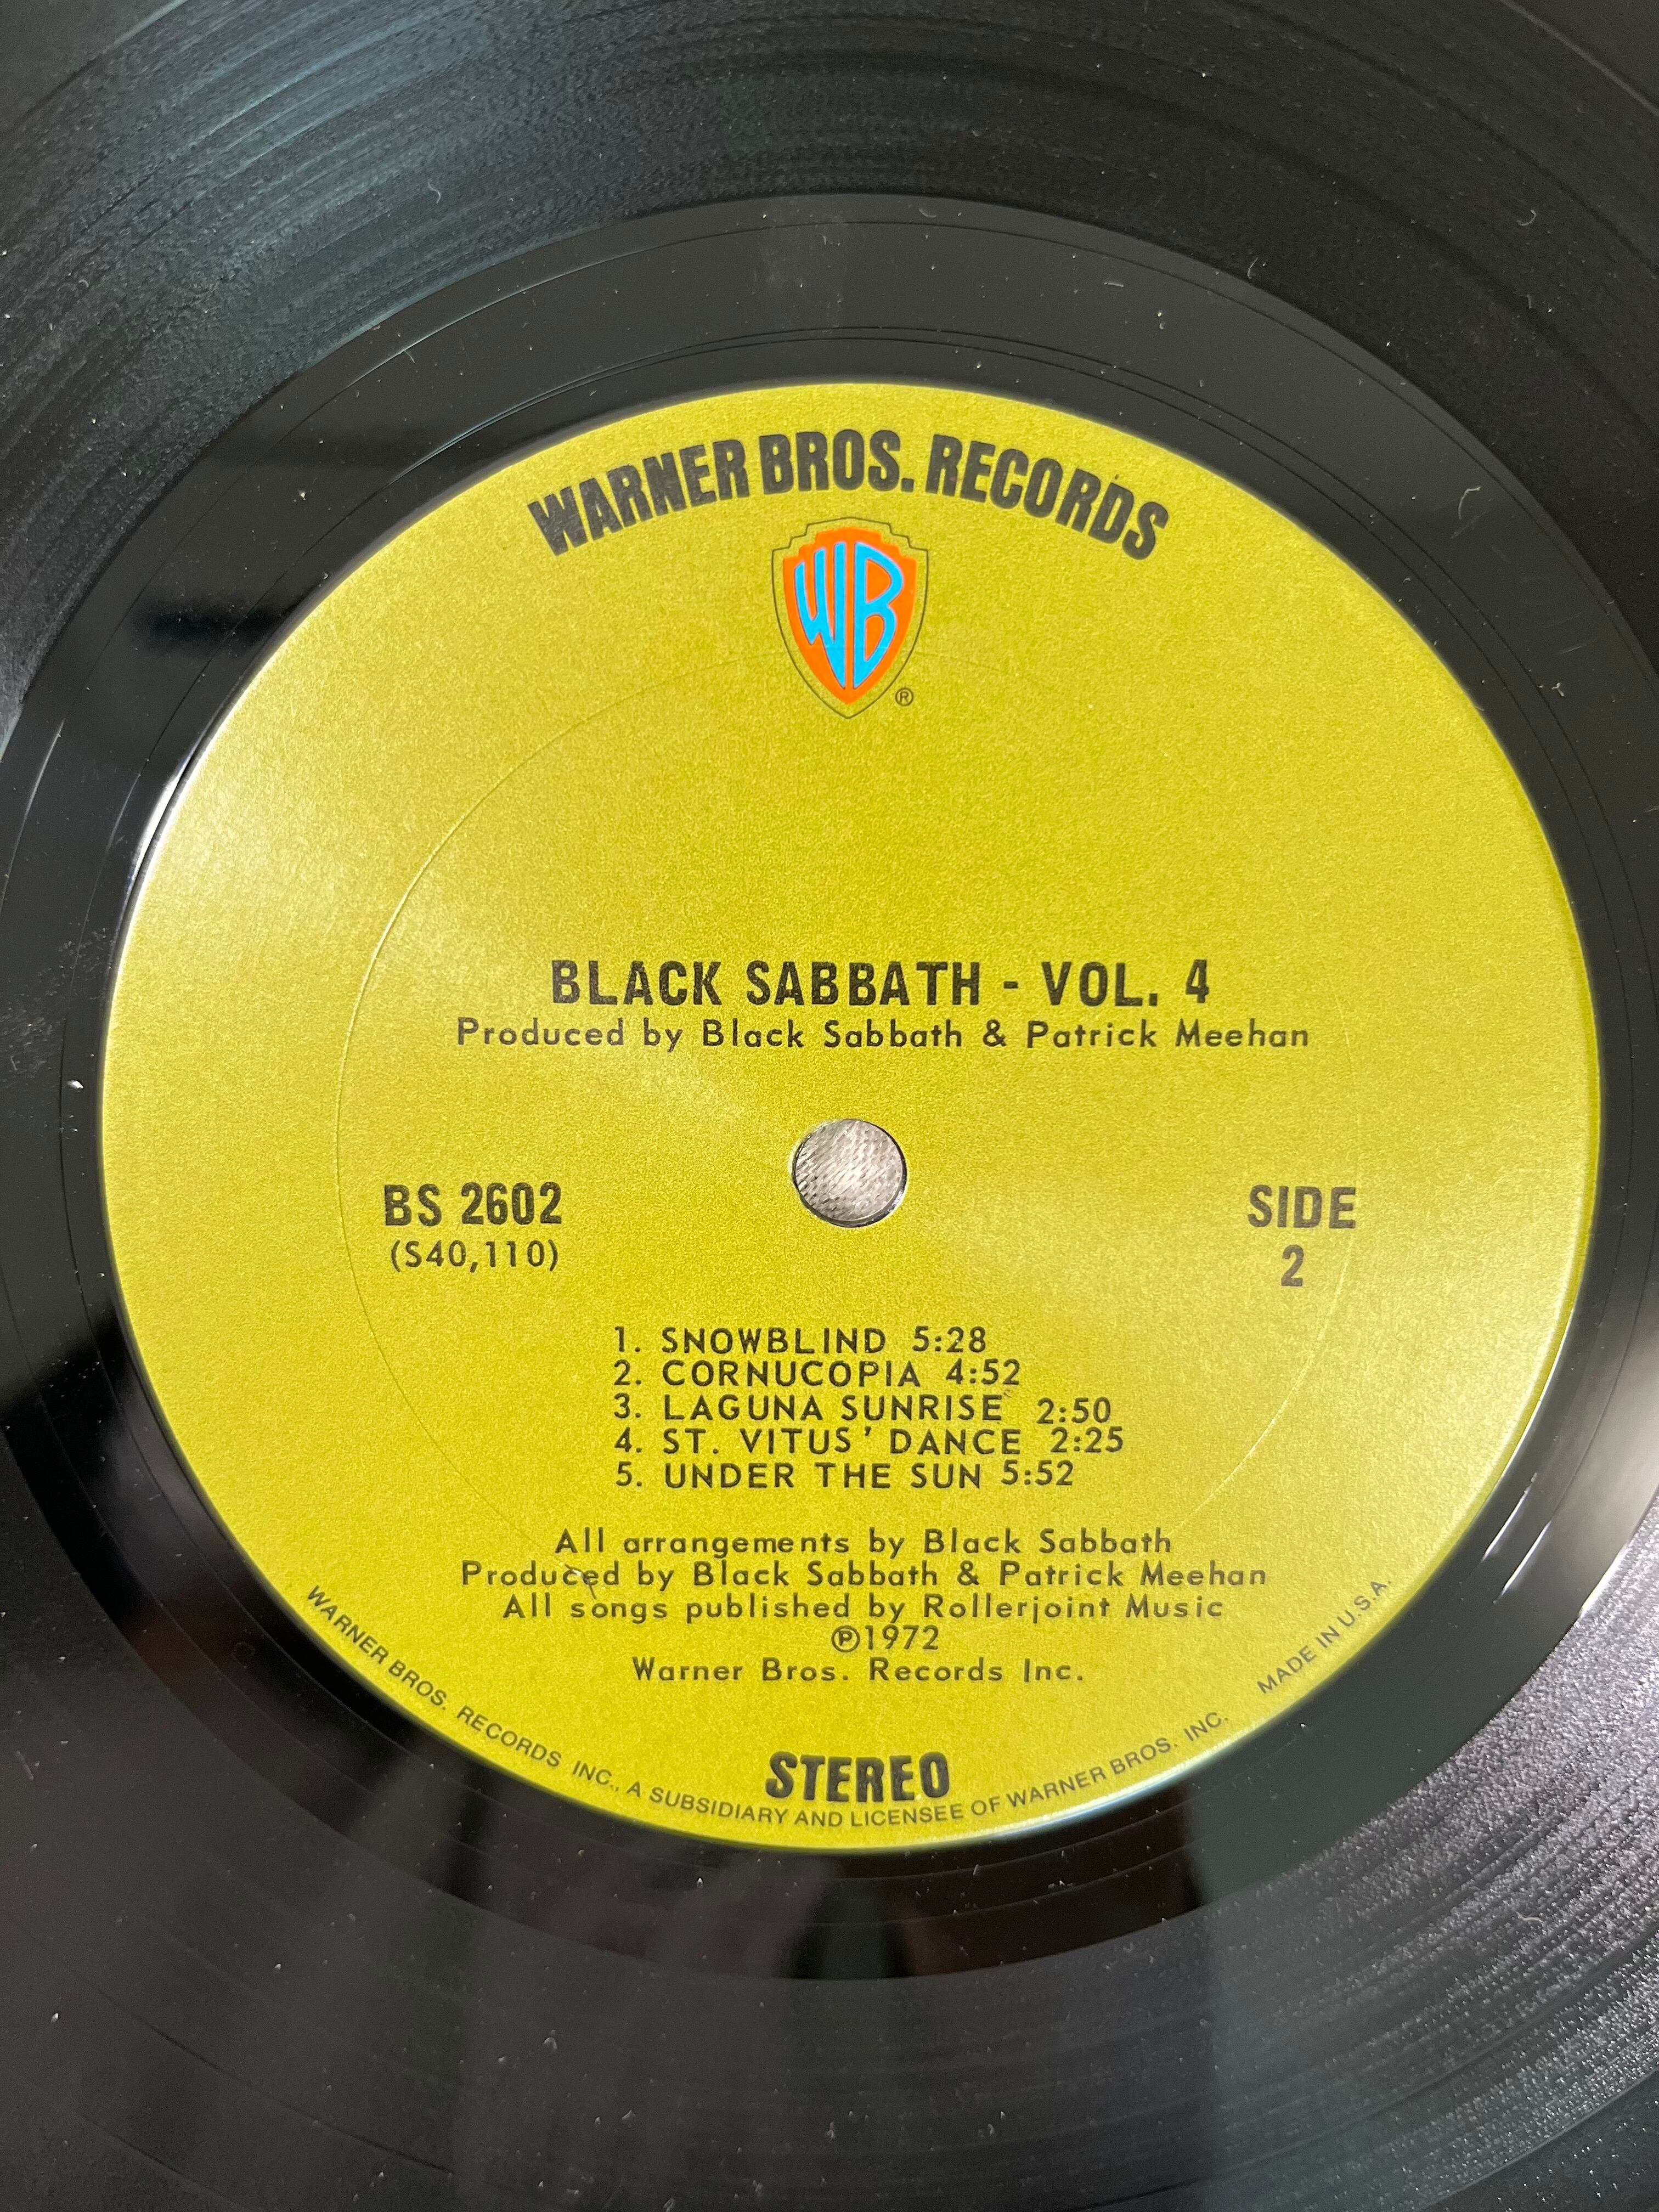 WARNER BROS. RECORDS
WB
®
BLACK SABBATH - VOL. 4
Produced by Black Sabbath & Patrick Meehan
BS 2602
(S40,110)
SIDE
2
1. SNOWBLIND 5:28
2. CORNUCOPIA 4:52
3. LAGUNA SUNRISE 2:50
4. ST. VITUS' DANCE 2:25
5. UNDER THE SUN 5:52
All arrangements by Black Sabbath
Produced by Black Sabbath & Patrick Meehan
All songs published by Rollerjoint Music
℗1972
Warner Bros. Records Inc.
STEREO
WARNER BROS. RECORDS INC., A SUBSIDIARY AND LICENSEE OF WARNER BROS. INC. MADE IN U.S.A.